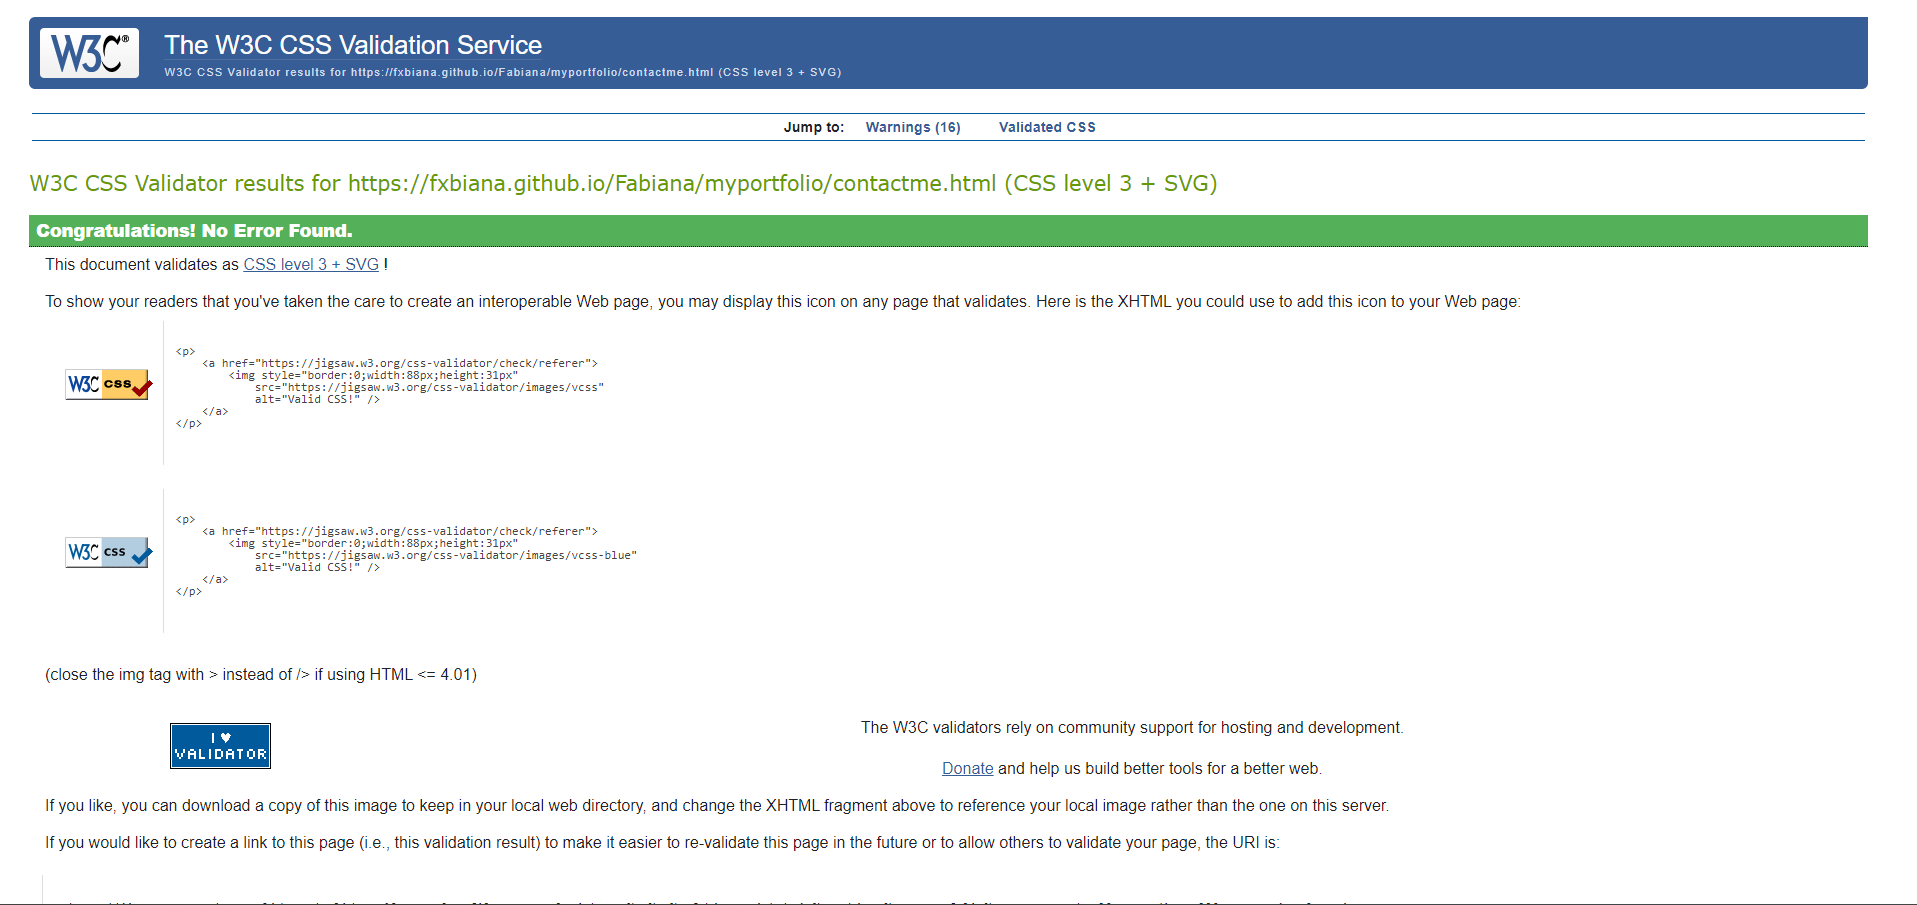 W3C®
The W3C CSS Validation Service
W3C CSS Validator results for https://fxbiana.github.io/Fabiana/myportfolio/contactme.html (CSS level 3 + SVG)
Jump to: Warnings (16) Validated CSS
W3C CSS Validator results for https://fxbiana.github.io/Fabiana/myportfolio/contactme.html (CSS level 3 + SVG)
Congratulations! No Error Found.
This document validates as CSS level 3 + SVG !
To show your readers that you've taken the care to create an interoperable Web page, you may display this icon on any page that validates. Here is the XHTML you could use to add this icon to your Web page:
W3C css
<p>
<a href="https://jigsaw.w3.org/css-validator/check/referer">
<img style="border:0;width:88px;height:31px"
src="https://jigsaw.w3.org/css-validator/images/vcss"
alt="Valid CSS!" />
</a>
</p>
W3C css
<p>
<a href="https://jigsaw.w3.org/css-validator/check/referer">
<img style="border:0;width:88px;height:31px"
src="https://jigsaw.w3.org/css-validator/images/vcss-blue"
alt="Valid CSS!" />
</a>
</p>
(close the img tag with > instead of /> if using HTML <= 4.01)
I ♥
VALIDATOR
The W3C validators rely on community support for hosting and development.
Donate and help us build better tools for a better web.
If you like, you can download a copy of this image to keep in your local web directory, and change the XHTML fragment above to reference your local image rather than the one on this server.
If you would like to create a link to this page (i.e., this validation result) to make it easier to re-validate this page in the future or to allow others to validate your page, the URI is: